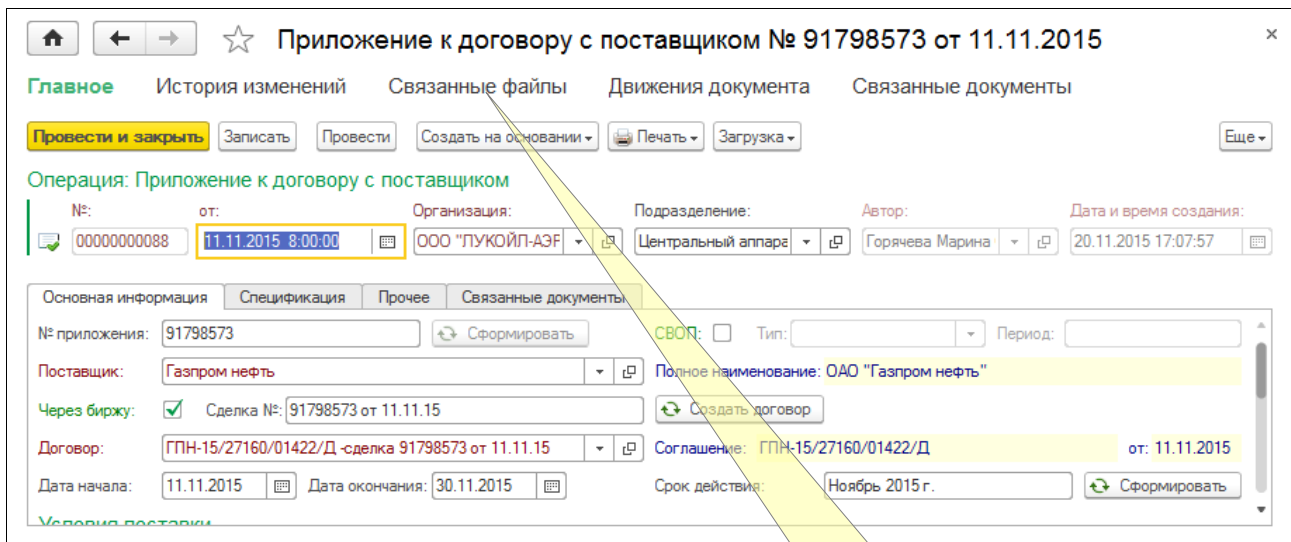 Приложение к договору с поставщиком № 91798573 от 11.11.2015
Главное История изменений Связанные файлы Движения документа Связанные документы
Провести и закрыть Записать Провести Создать на основании Печать Загрузка Еще
Операция: Приложение к договору с поставщиком
№: от: Организация: Подразделение: Автор: Дата и время создания:
00000000088 11.11.2015 8:00:00 ООО "ЛУКОЙЛ-АЭР Центральный аппара Горячева Марина 20.11.2015 17:07:57
Основная информация Спецификация Прочее Связанные документы
№ приложения: 91798573 Сформировать СВОП: Тип: Период:
Поставщик: Газпром нефть Полное наименование: ОАО "Газпром нефть"
Через биржу: Сделка №: 91798573 от 11.11.15 Создать договор
Договор: ГПН-15/27160/01422/Д -сделка 91798573 от 11.11.15 Соглашение: ГПН-15/27160/01422/Д от: 11.11.2015
Дата начала: 11.11.2015 Дата окончания: 30.11.2015 Срок действия: Ноябрь 2015 г. Сформировать
Условия поставки